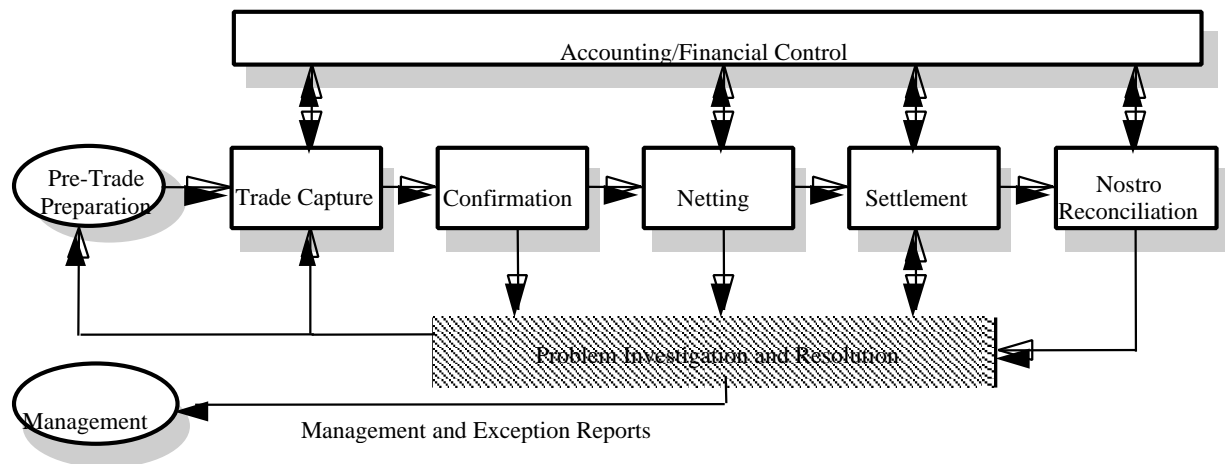 Accounting/Financial Control
Pre-Trade
Preparation
Trade Capture
Confirmation
Netting
Settlement
Nostro
Reconciliation
Problem Investigation and Resolution
Management
Management and Exception Reports